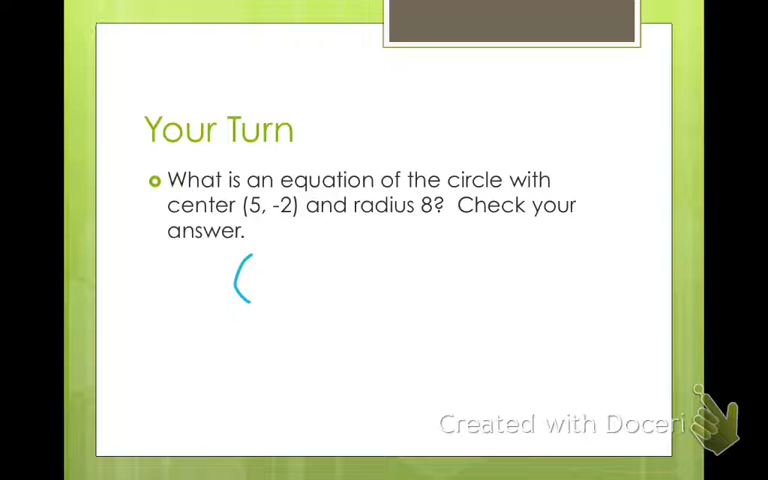 Your Turn
What is an equation of the circle with
center (5, -2) and radius 8?  Check your
answer.
(
Created with Doceri